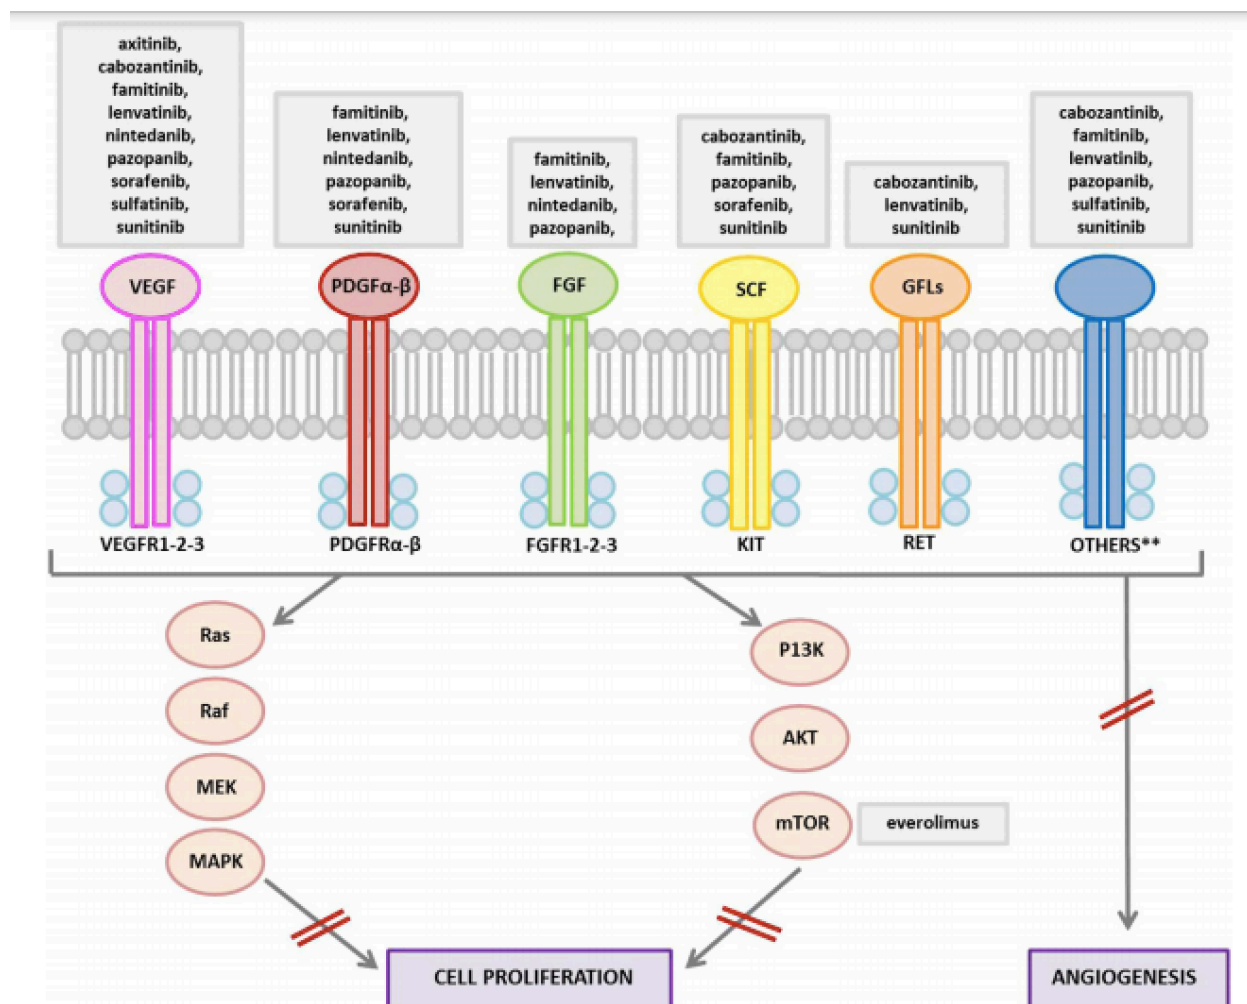 axitinib,
cabozantinib,
famitinib,
lenvatinib,
nintedanib,
pazopanib,
sorafenib,
sulfatinib,
sunitinib
famitinib,
lenvatinib,
nintedanib,
pazopanib,
sorafenib,
sunitinib
famitinib,
lenvatinib,
nintedanib,
pazopanib,
cabozantinib,
famitinib,
pazopanib,
sorafenib,
sunitinib
cabozantinib,
lenvatinib,
sunitinib
cabozantinib,
famitinib,
lenvatinib,
pazopanib,
sulfatinib,
sunitinib
VEGF
PDGFα-β
FGF
SCF
GFLs
VEGFR1-2-3
PDGFRα-β
FGFR1-2-3
KIT
RET
OTHERS**
Ras
Raf
MEK
MAPK
P13K
AKT
mTOR
everolimus
CELL PROLIFERATION
ANGIOGENESIS